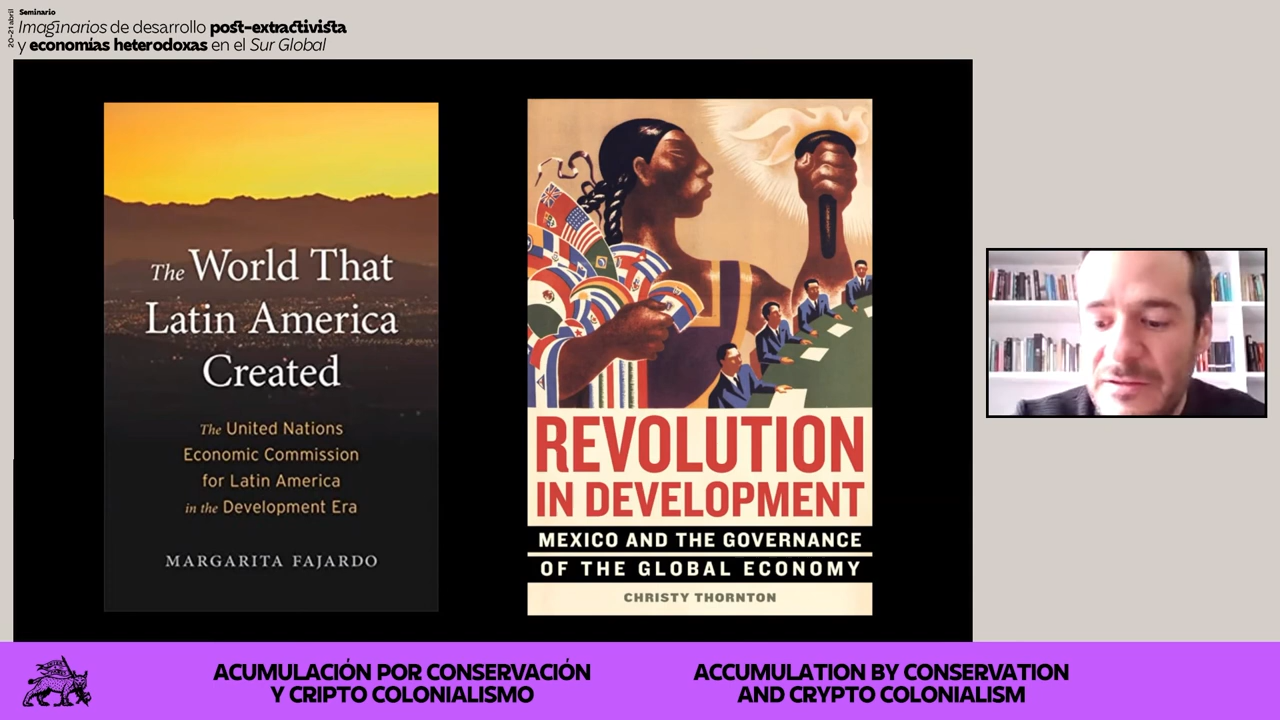 20–21 abril
Seminario
Imaginarios de desarrollo post-extractivista
y economías heterodoxas en el Sur Global
The World That
Latin America
Created
The United Nations
Economic Commission
for Latin America
in the Development Era
MARGARITA FAJARDO
REVOLUTION
IN DEVELOPMENT
MEXICO AND THE GOVERNANCE
OF THE GLOBAL ECONOMY
CHRISTY THORNTON
ACUMULACIÓN POR CONSERVACIÓN
Y CRIPTO COLONIALISMO
ACCUMULATION BY CONSERVATION
AND CRYPTO COLONIALISM